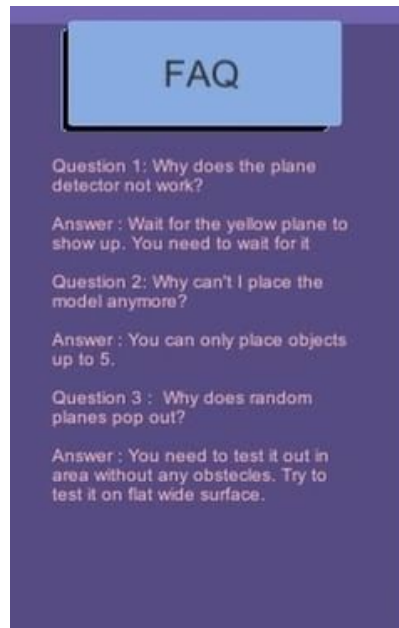 FAQ
Question 1: Why does the plane
detector not work?
Answer : Wait for the yellow plane to
show up. You need to wait for it
Question 2: Why can't I place the
model anymore?
Answer : You can only place objects
up to 5.
Question 3 :  Why does random
planes pop out?
Answer : You need to test it out in
area without any obstecles. Try to
test it on flat wide surface.